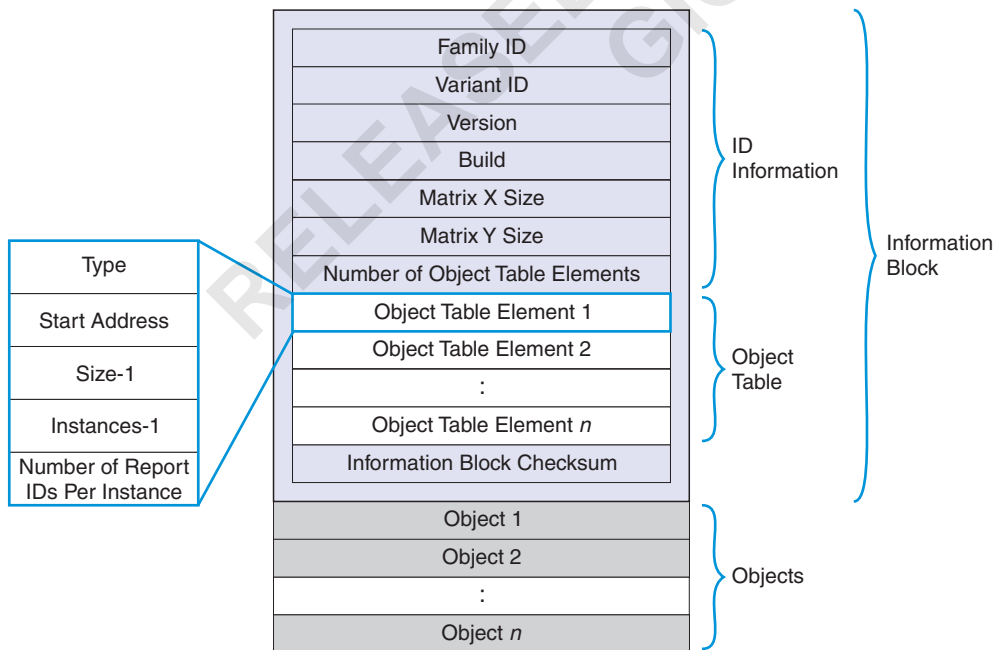 RELEASE
Family ID
Variant ID
Version
Build
Matrix X Size
Matrix Y Size
Number of Object Table Elements
Object Table Element 1
Object Table Element 2
:
Object Table Element n
Information Block Checksum
Object 1
Object 2
:
Object n
Type
Start Address
Size-1
Instances-1
Number of Report
IDs Per Instance
ID
Information
Object
Table
Objects
Information
Block